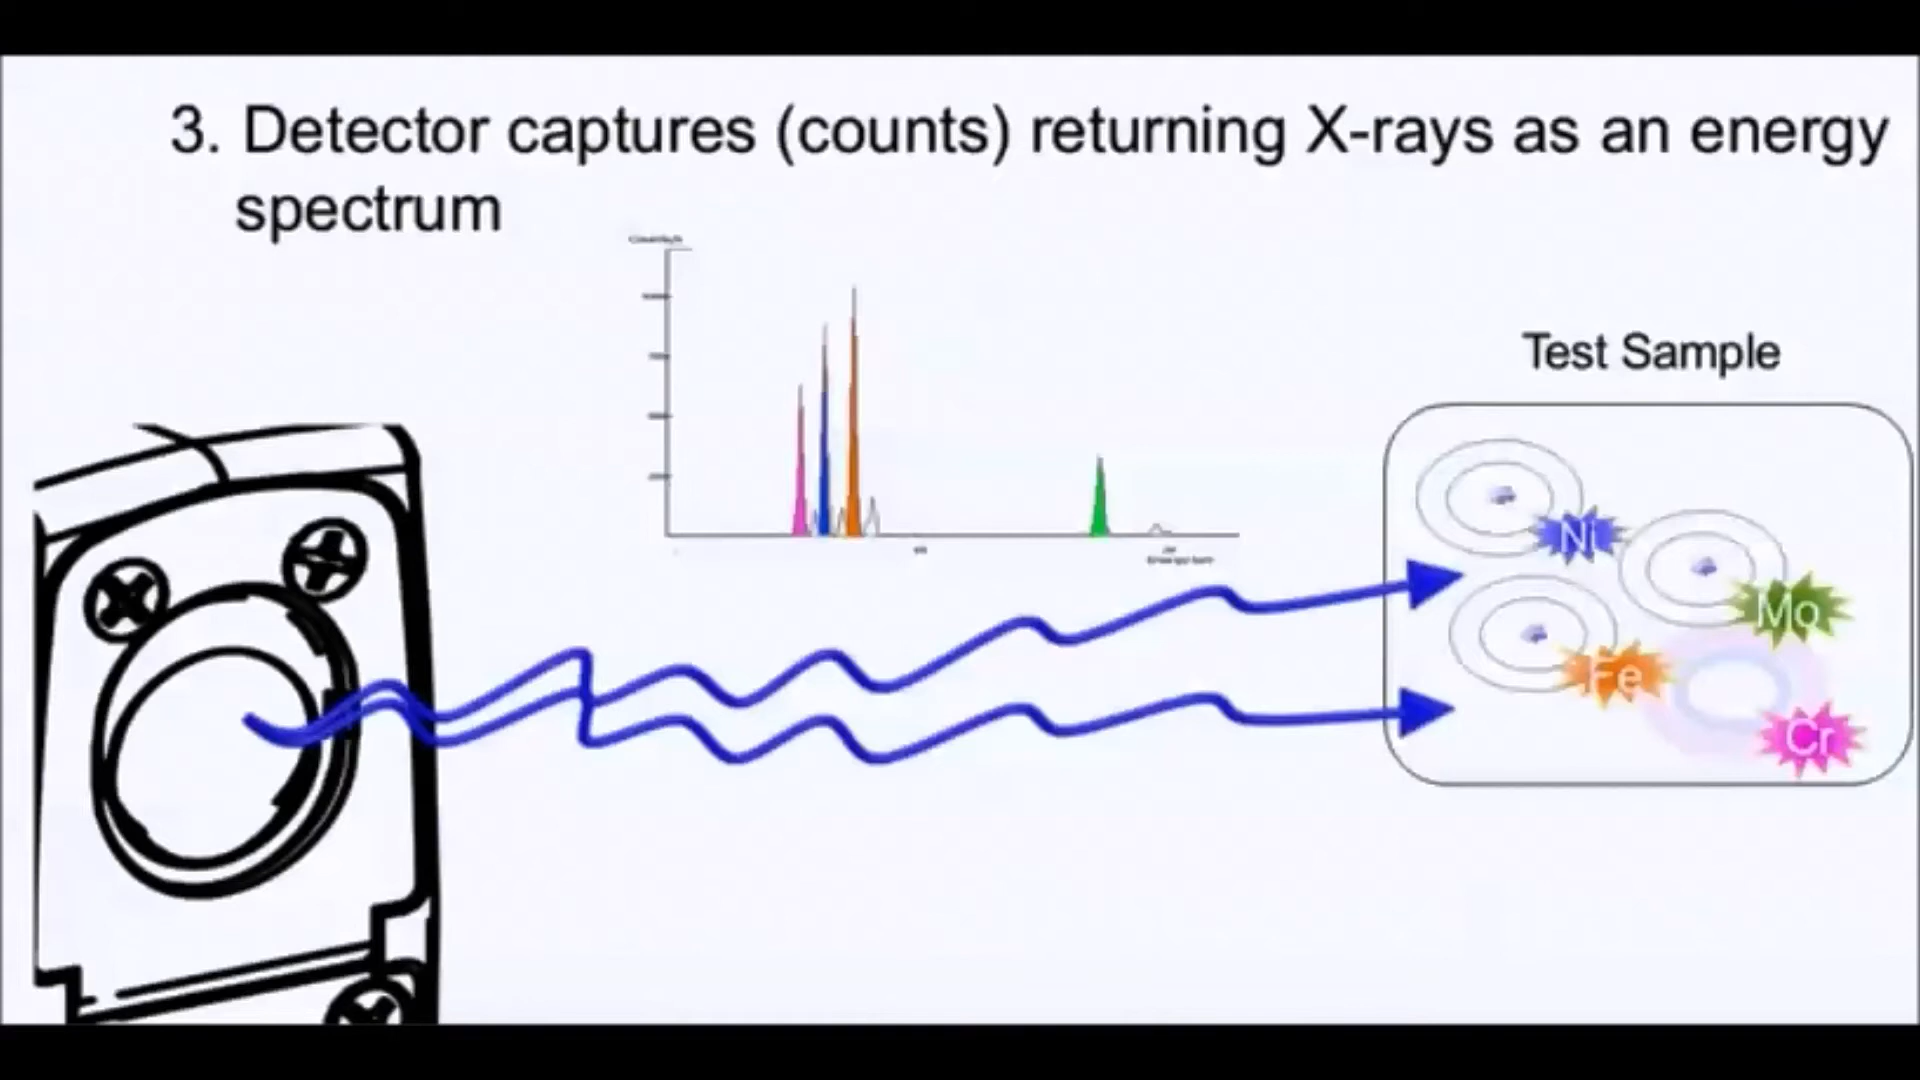 3. Detector captures (counts) returning X-rays as an energy
spectrum
Test Sample
Ni
Mo
Fe
Cr